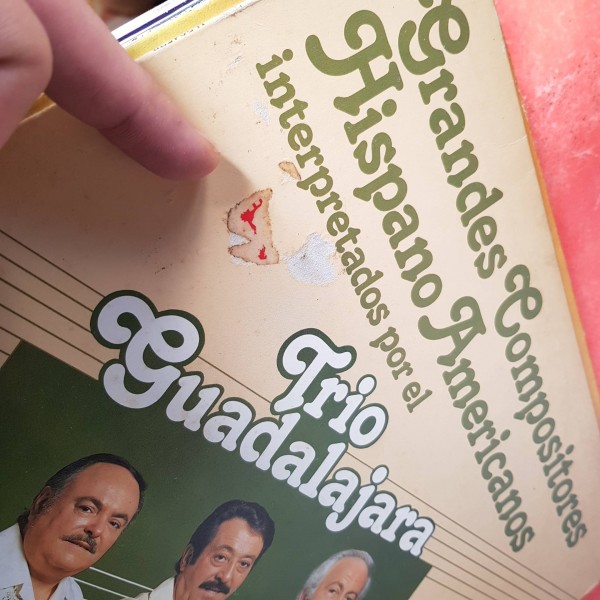 Grandes Compositores
Hispano Americanos
interpretados por el
Trio
Guadalajara